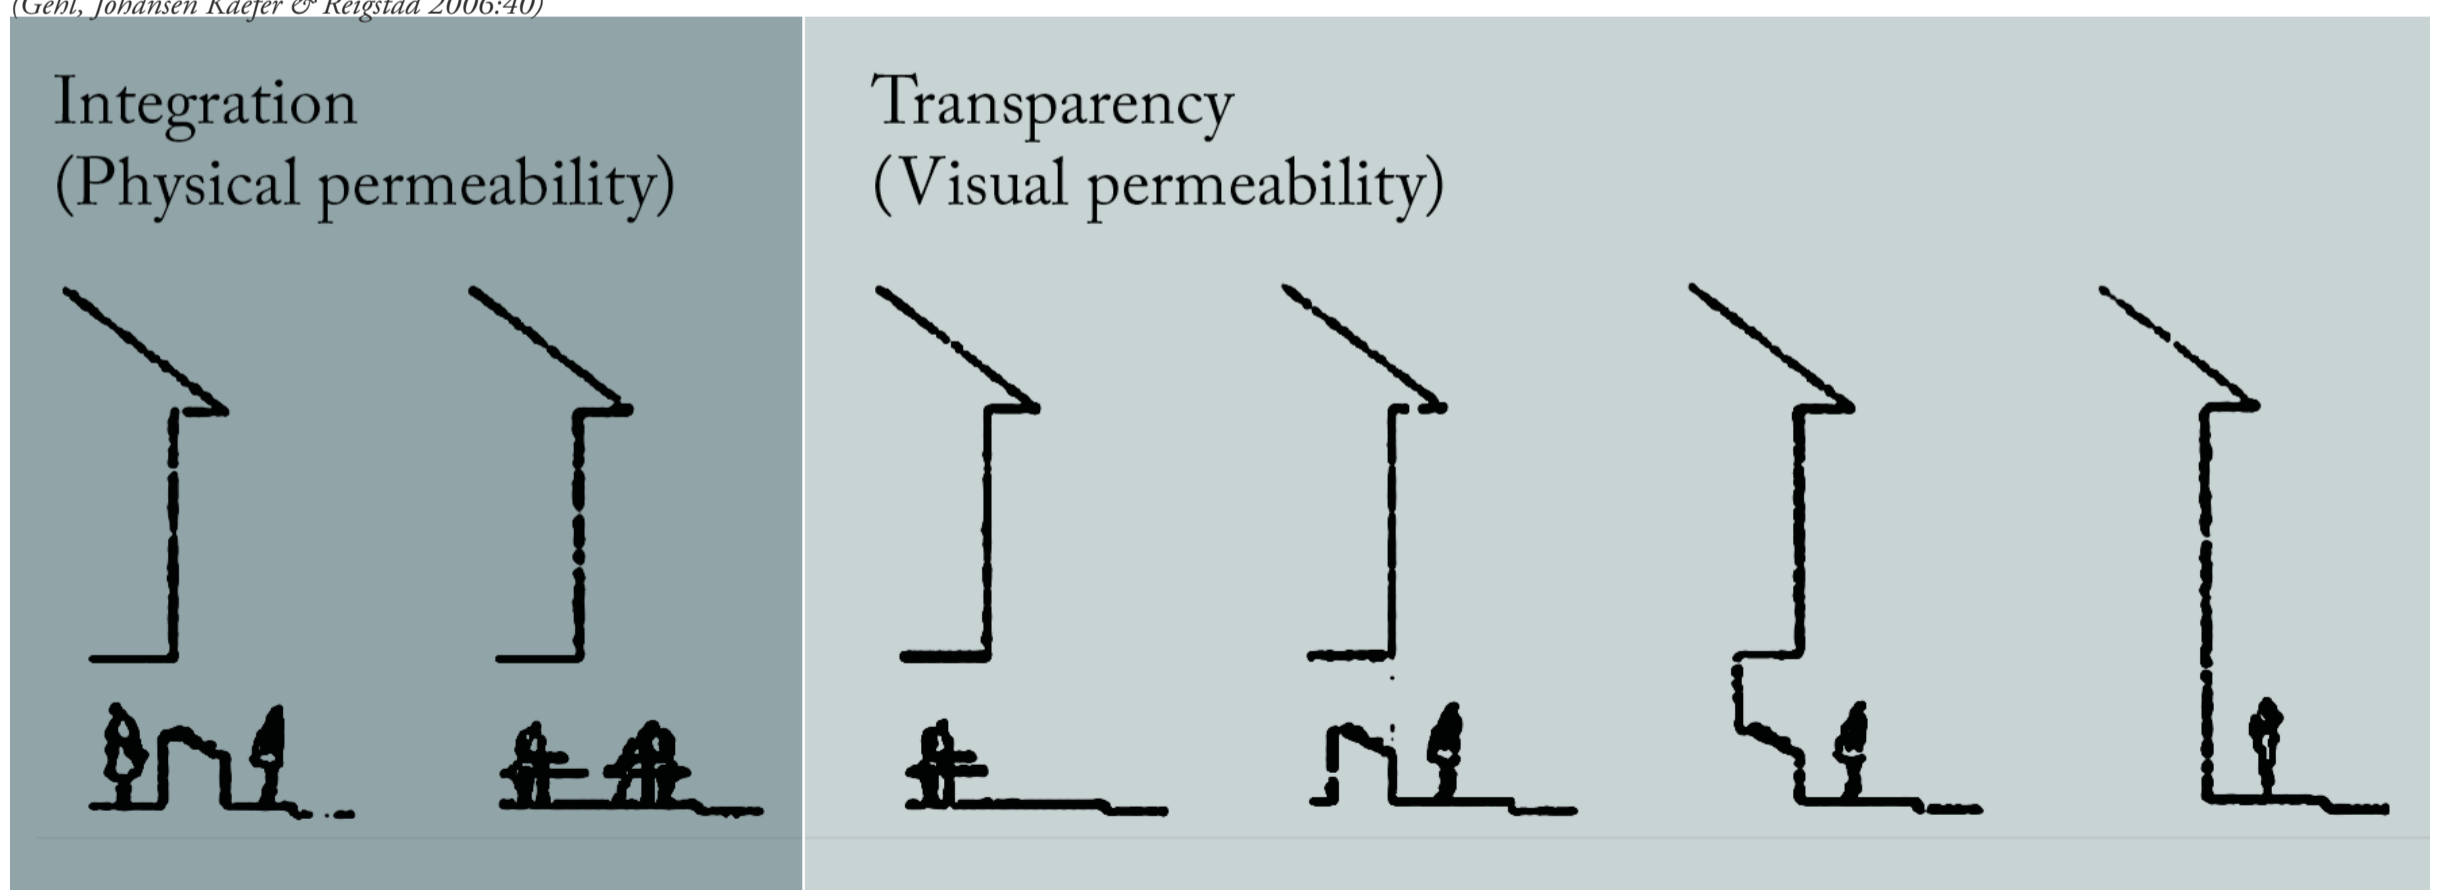 (Gehl, Johansen Kaefer & Reigstad 2006:40)
Integration
(Physical permeability)
Transparency
(Visual permeability)